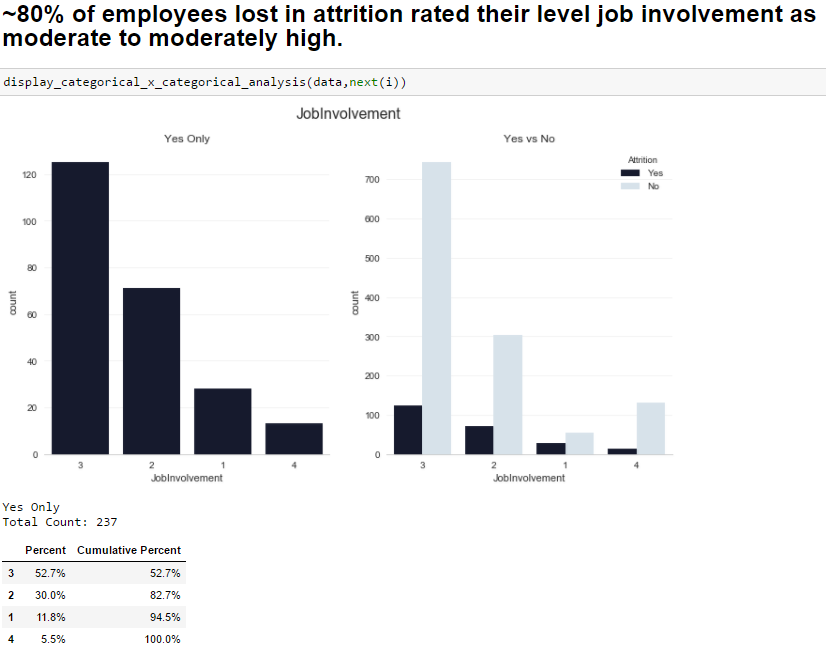 ~80% of employees lost in attrition rated their level job involvement as
moderate to moderately high.
display_categorical_x_categorical_analysis(data,next(i))
JobInvolvement
Yes Only
120
100
80
60
40
20
0
count
3 2 1 4
JobInvolvement
Yes vs No
Attrition
Yes
No
700
600
500
400
300
200
100
0
count
3 2 1 4
JobInvolvement
Yes Only
Total Count: 237
Percent Cumulative Percent
3 52.7% 52.7%
2 30.0% 82.7%
1 11.8% 94.5%
4 5.5% 100.0%